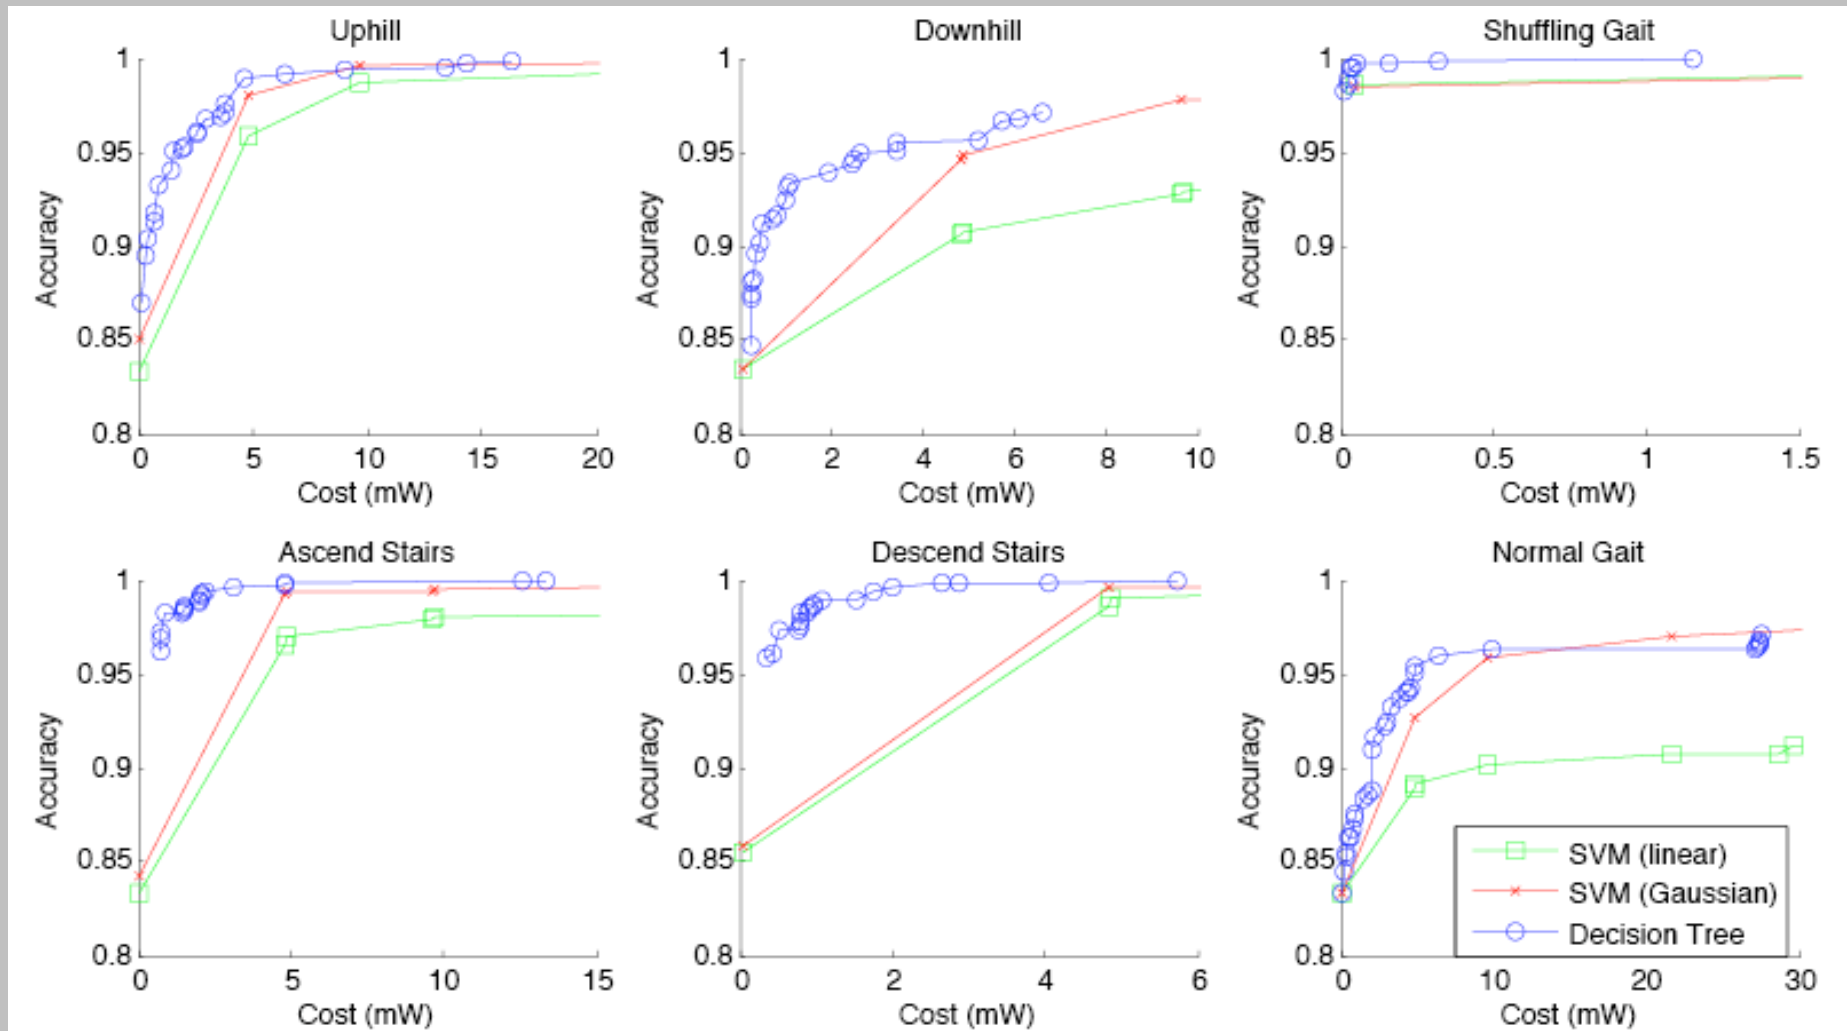 Uphill
1
0.95
0.9
0.85
0.8
Accuracy
0 5 10 15 20
Cost (mW)
Downhill
1
0.95
0.9
0.85
0.8
Accuracy
0 2 4 6 8 10
Cost (mW)
Shuffling Gait
1
0.95
0.9
0.85
0.8
Accuracy
0 0.5 1 1.5
Cost (mW)
Ascend Stairs
1
0.95
0.9
0.85
0.8
Accuracy
0 5 10 15
Cost (mW)
Descend Stairs
1
0.95
0.9
0.85
0.8
Accuracy
0 2 4 6
Cost (mW)
Normal Gait
1
0.95
0.9
0.85
0.8
Accuracy
0 10 20 30
Cost (mW)
SVM (linear)
SVM (Gaussian)
Decision Tree